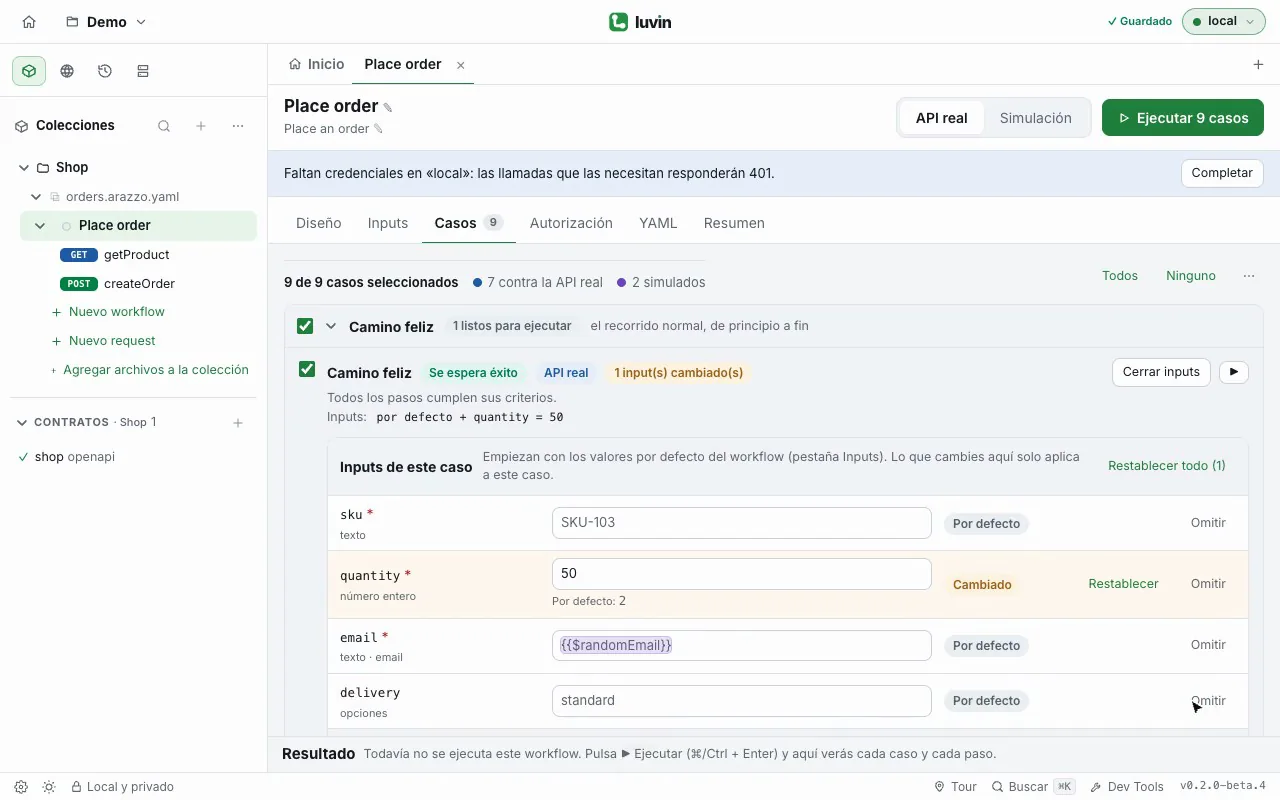 Demo
luvin
Guardado
local
Inicio
Place order
Colecciones
Shop
orders.arazzo.yaml
Place order
GET getProduct
POST createOrder
+ Nuevo workflow
+ Nuevo request
+ Agregar archivos a la colección
CONTRATOS · Shop 1
shop openapi
Place order
Place an order
API real
Simulación
Ejecutar 9 casos
Faltan credenciales en «local»: las llamadas que las necesitan responderán 401.
Completar
Diseño
Inputs
Casos 9
Autorización
YAML
Resumen
9 de 9 casos seleccionados
7 contra la API real
2 simulados
Todos
Ninguno
Camino feliz
1 listos para ejecutar
el recorrido normal, de principio a fin
Camino feliz
Se espera éxito
API real
1 input(s) cambiado(s)
Cerrar inputs
Todos los pasos cumplen sus criterios.
Inputs: por defecto + quantity = 50
Inputs de este caso
Empiezan con los valores por defecto del workflow (pestaña Inputs). Lo que cambies aquí solo aplica
a este caso.
Restablecer todo (1)
sku *
texto
SKU-103
Por defecto
Omitir
quantity *
número entero
50
Por defecto: 2
Cambiado
Restablecer
Omitir
email *
texto · email
{{$randomEmail}}
Por defecto
Omitir
delivery
opciones
standard
Por defecto
Omitir
Resultado
Todavía no se ejecuta este workflow. Pulsa ▶ Ejecutar (⌘/Ctrl + Enter) y aquí verás cada caso y cada paso.
Local y privado
Tour
Buscar ⌘K
Dev Tools
v0.2.0-beta.4